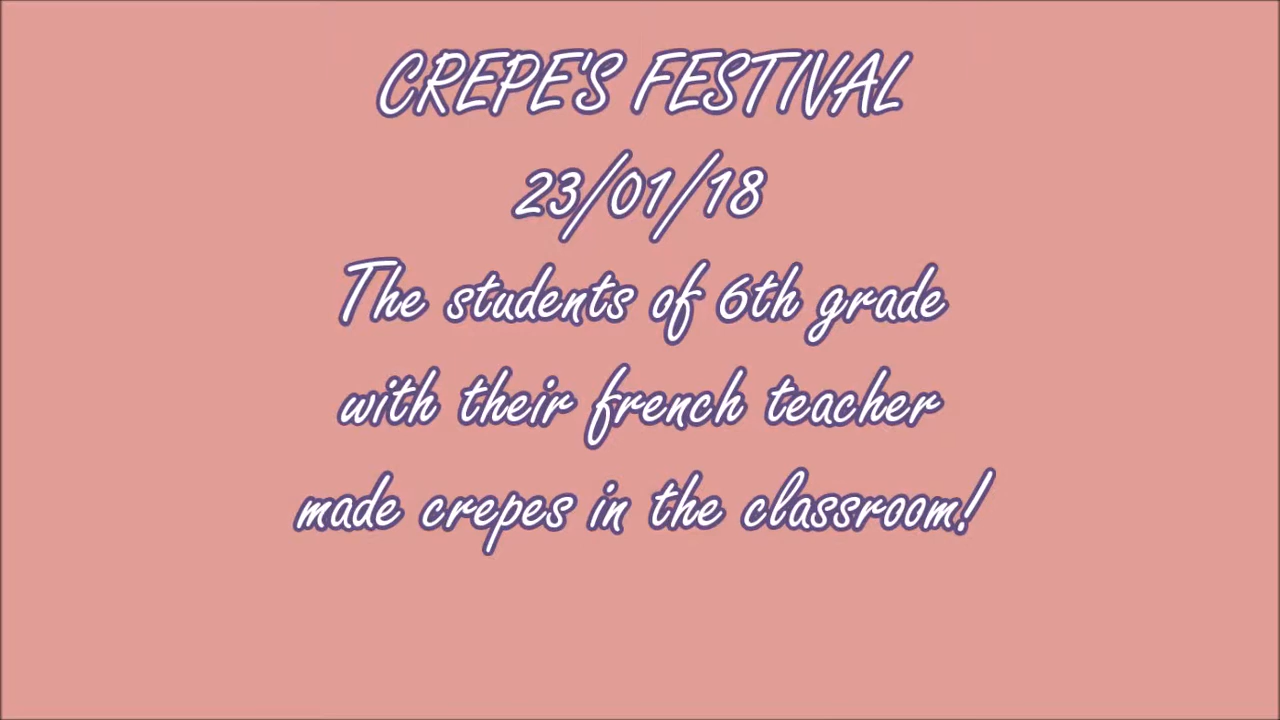 CREPE'S FESTIVAL
23/01/18
The students of 6th grade
with their french teacher
made crepes in the classroom!